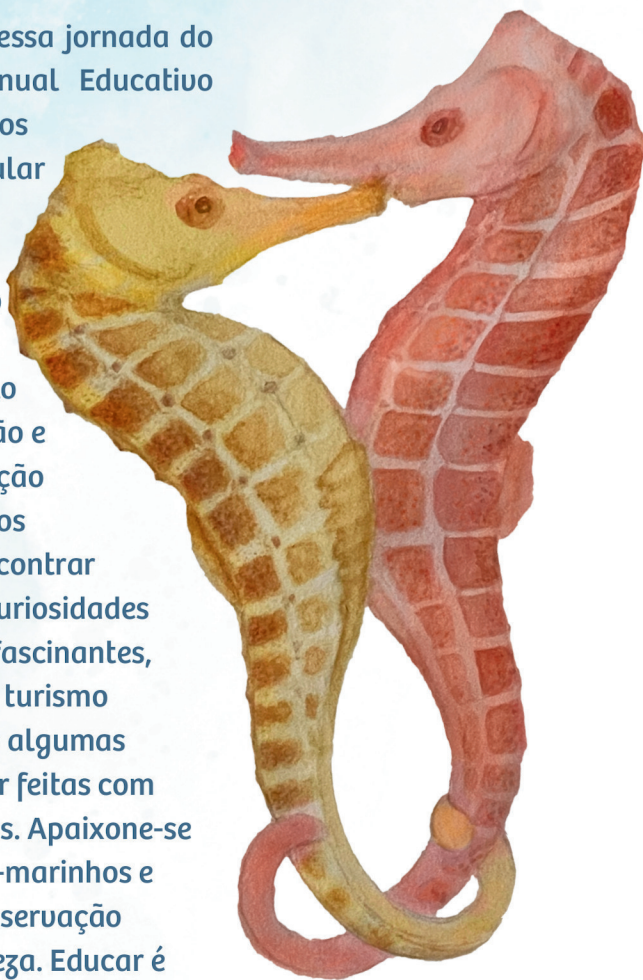 essa jornada do
nual Educativo
os
ular
o
o
ão e
ção
os
contrar
uriosidades
fascinantes,
turismo
algumas
r feitas com
s. Apaixone-se
-marinhos e
servação
eza. Educar é